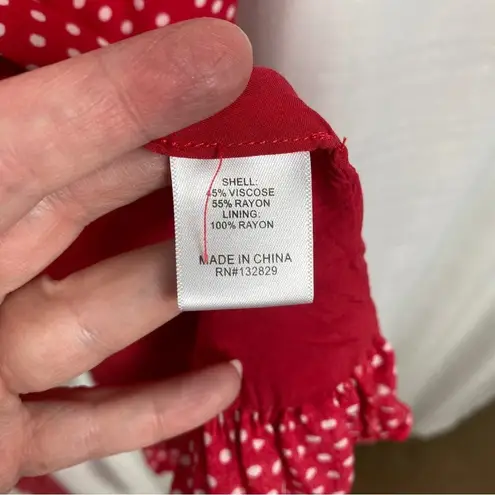 SHELL:
45% VISCOSE
55% RAYON
LINING:
100% RAYON
MADE IN CHINA
RN#132829